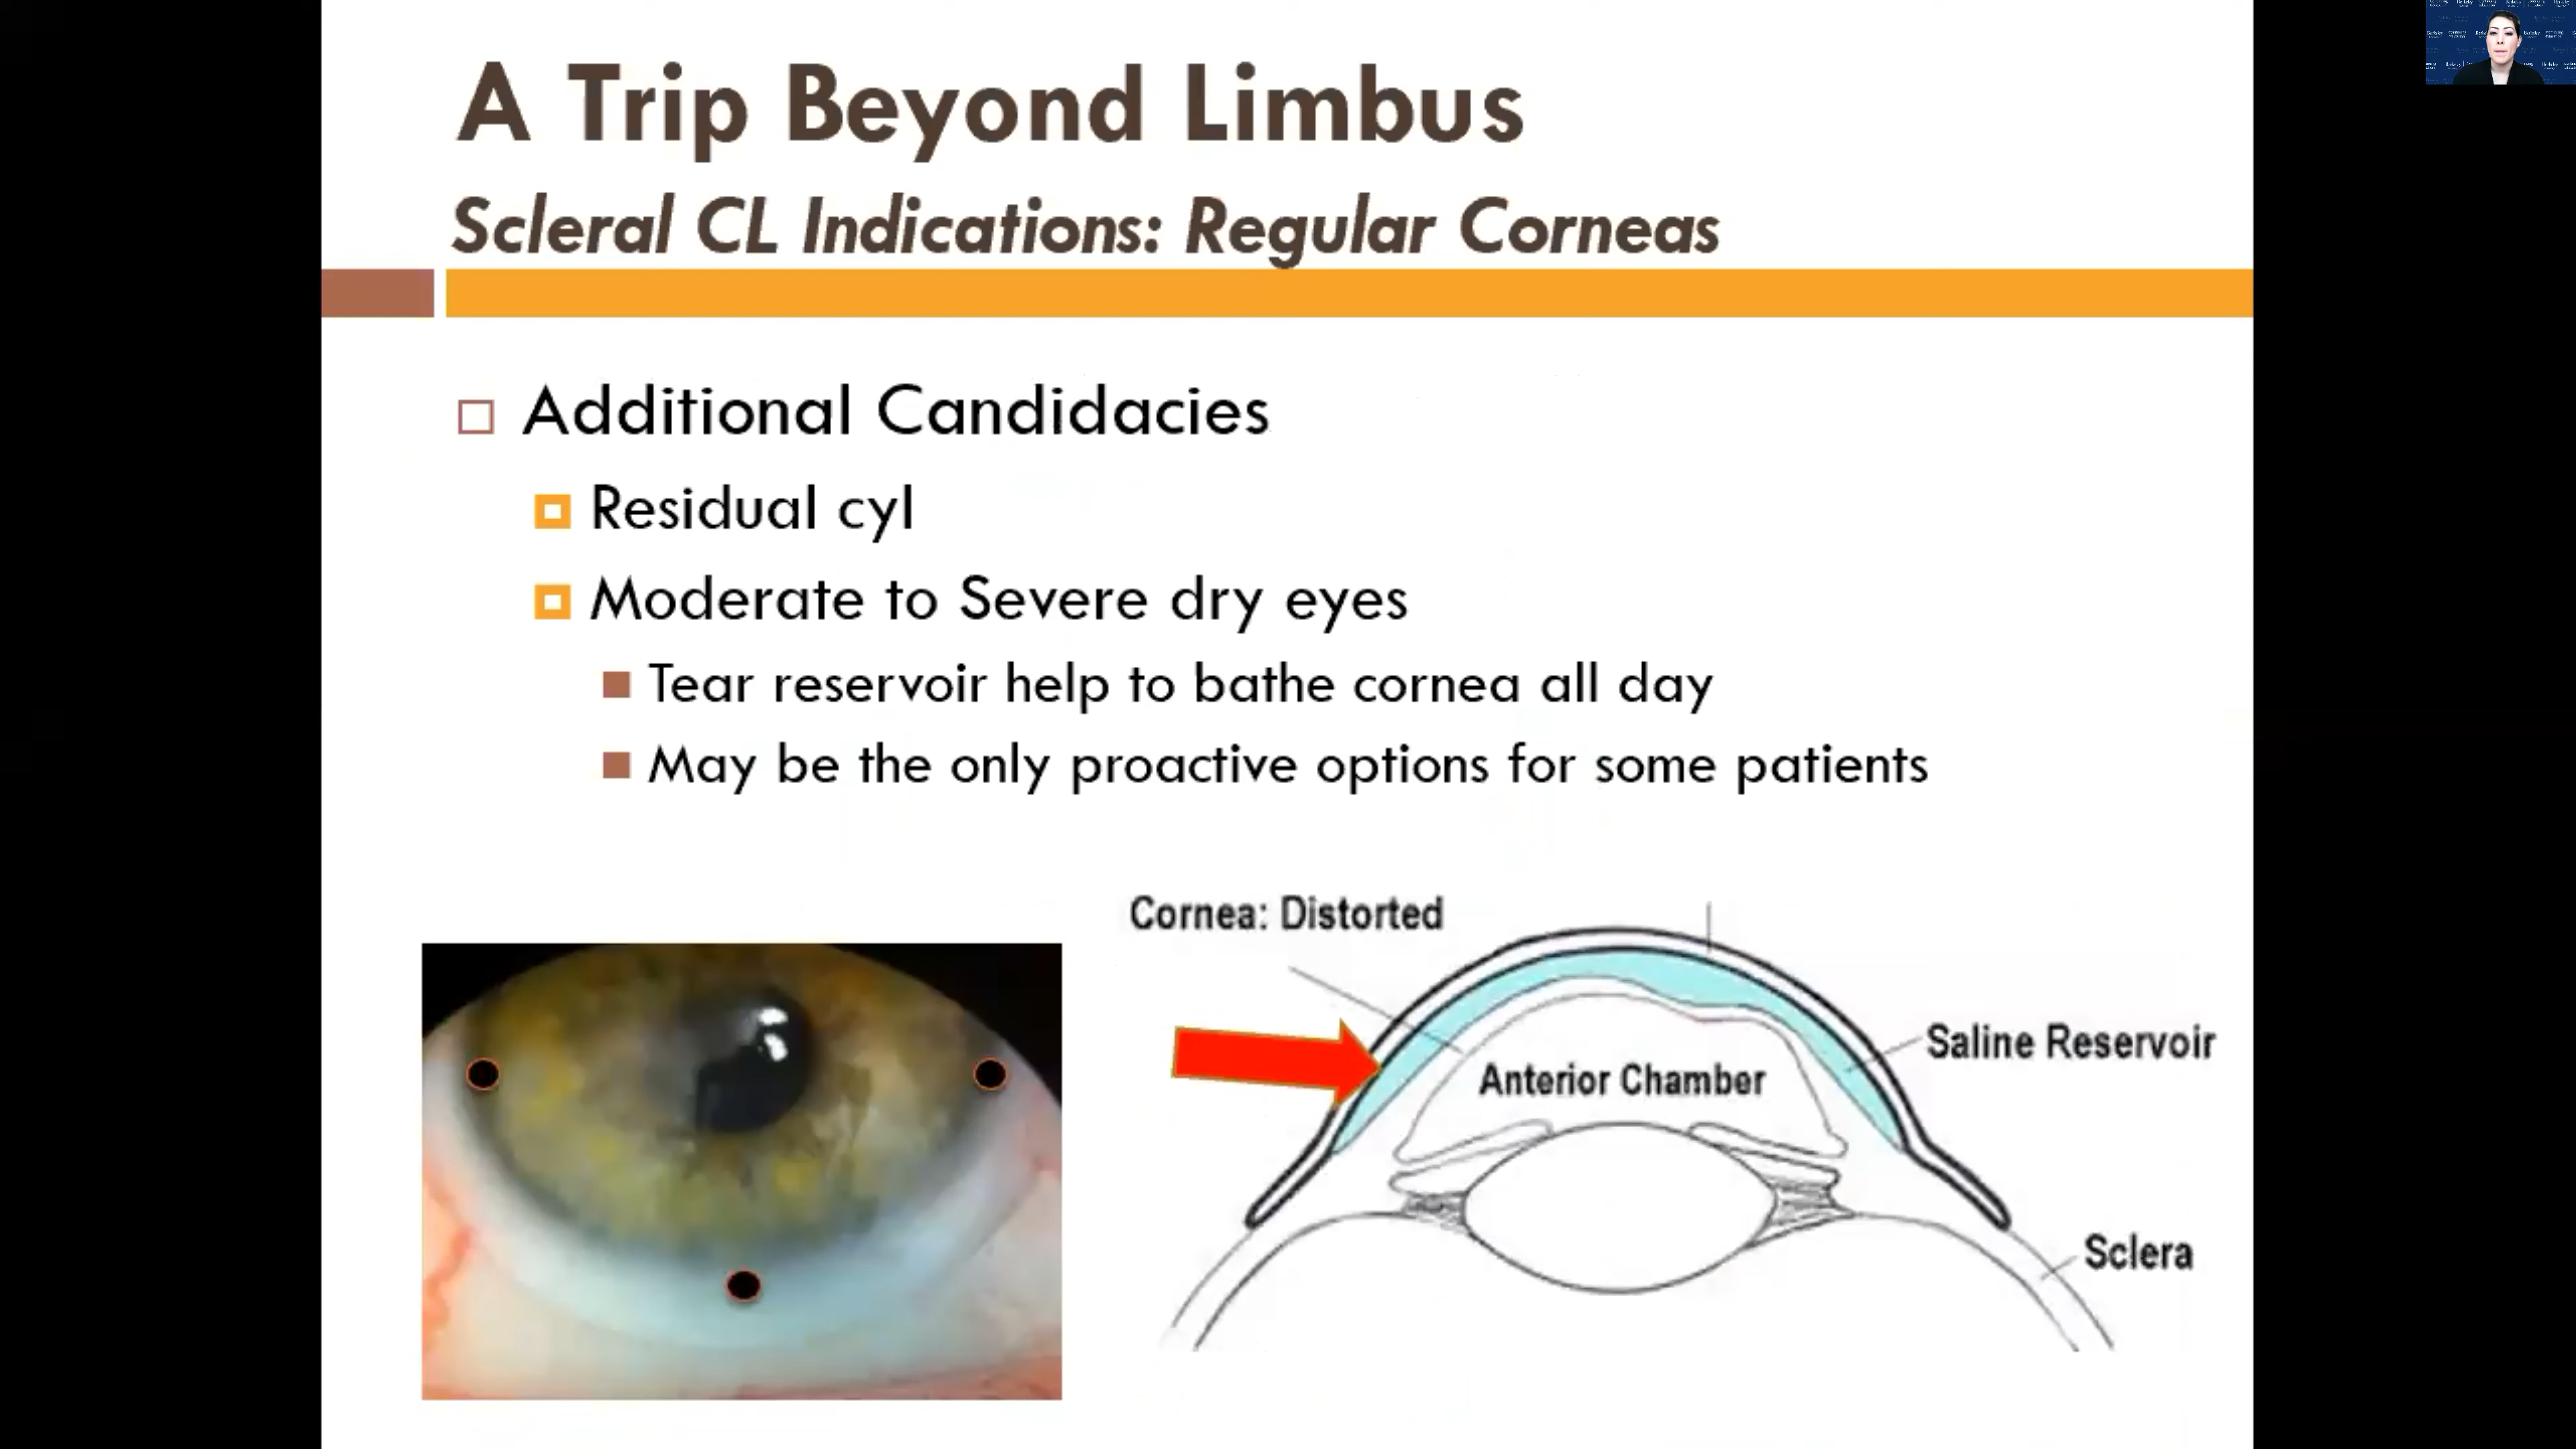 A Trip Beyond Limbus
Scleral CL Indications: Regular Corneas
Additional Candidacies
Residual cyl
Moderate to Severe dry eyes
Tear reservoir help to bathe cornea all day
May be the only proactive options for some patients
Cornea: Distorted
Saline Reservoir
Anterior Chamber
Sclera